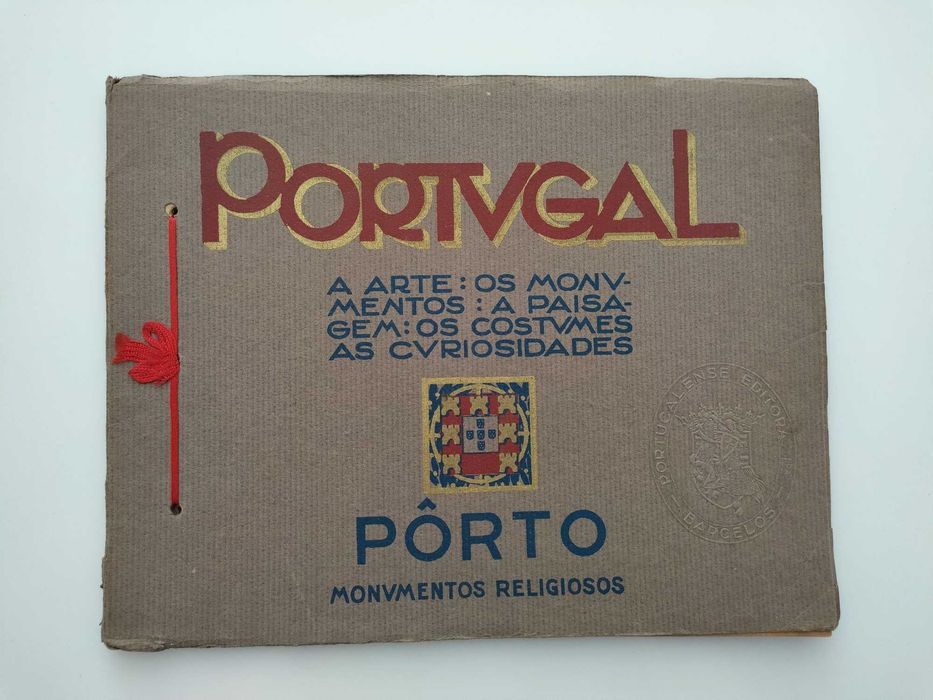 PORTVGAL
A ARTE : OS MONV-
MENTOS : A PAISA-
GEM : OS COSTVMES
AS CVRIOSIDADES
PÔRTO
MONVMENTOS RELIGIOSOS
PORTUCALENSE EDITORA
BARCELOS